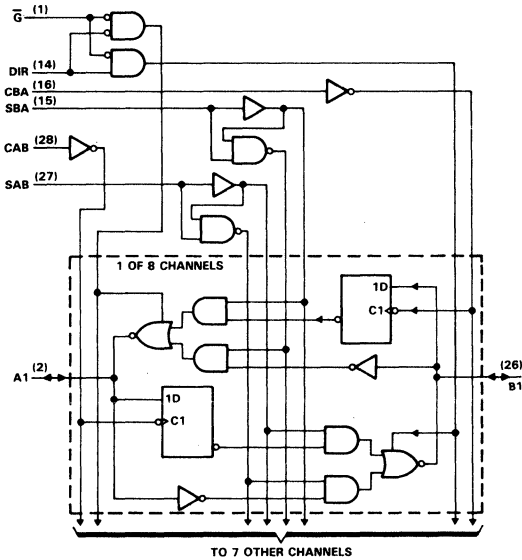 G̅ (1)
DIR (14)
CBA (16)
SBA (15)
CAB (28)
SAB (27)
1 OF 8 CHANNELS
1D
C1
A1 (2)
(26)
B1
1D
C1
TO 7 OTHER CHANNELS